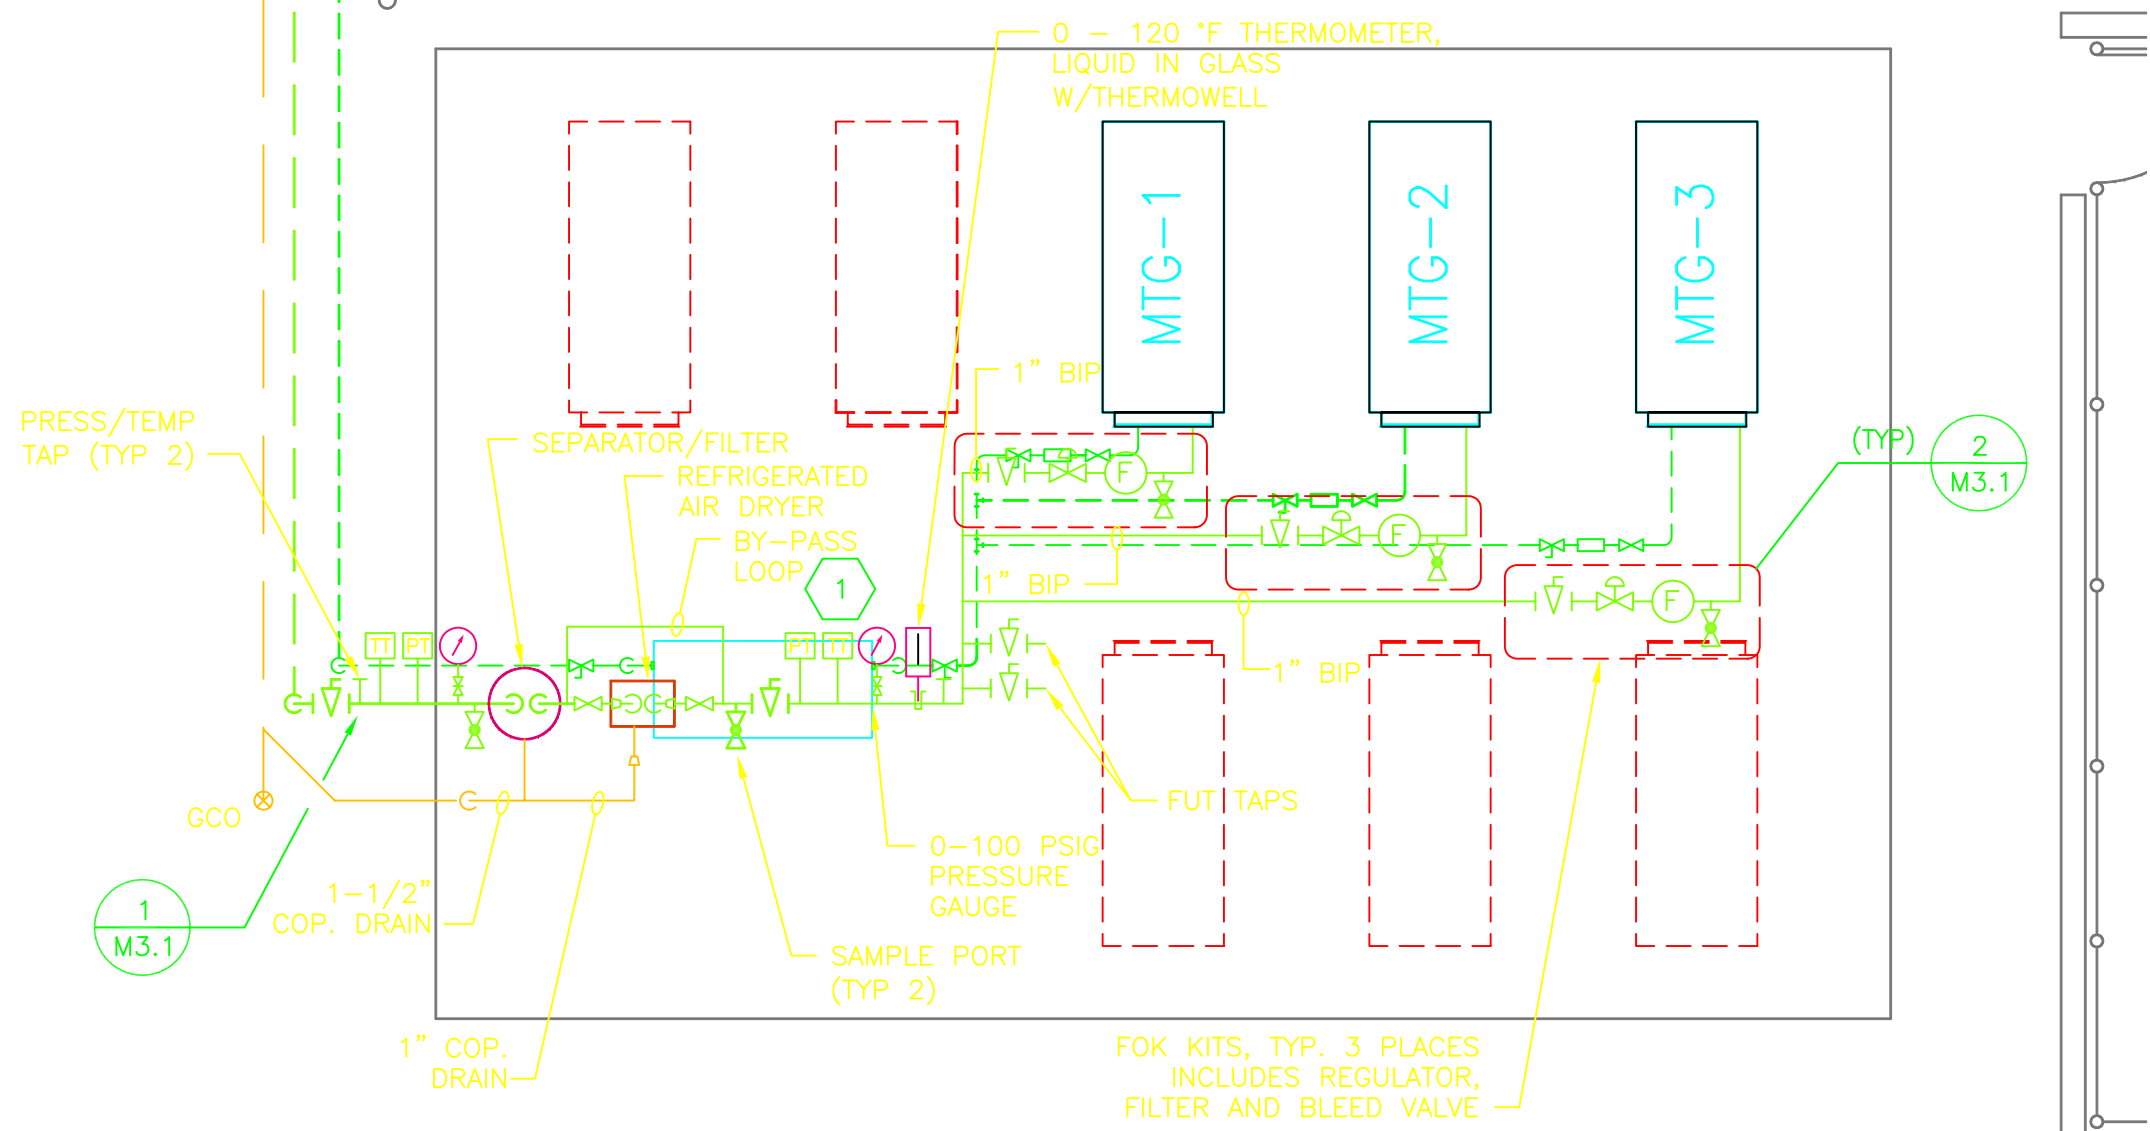 0 - 120 °F THERMOMETER,
LIQUID IN GLASS
W/THERMOWELL
MTG-1
MTG-2
MTG-3
1" BIP
PRESS/TEMP
TAP (TYP 2)
SEPARATOR/FILTER
REFRIGERATED
AIR DRYER
BY-PASS
LOOP
1
(TYP)
2
M3.1
F
F
F
1" BIP
1" BIP
TT
PT
PT
TT
FUT TAPS
GCO
0-100 PSIG
PRESSURE
GAUGE
1-1/2"
COP. DRAIN
1
M3.1
SAMPLE PORT
(TYP 2)
1" COP.
DRAIN
FOK KITS, TYP. 3 PLACES
INCLUDES REGULATOR,
FILTER AND BLEED VALVE